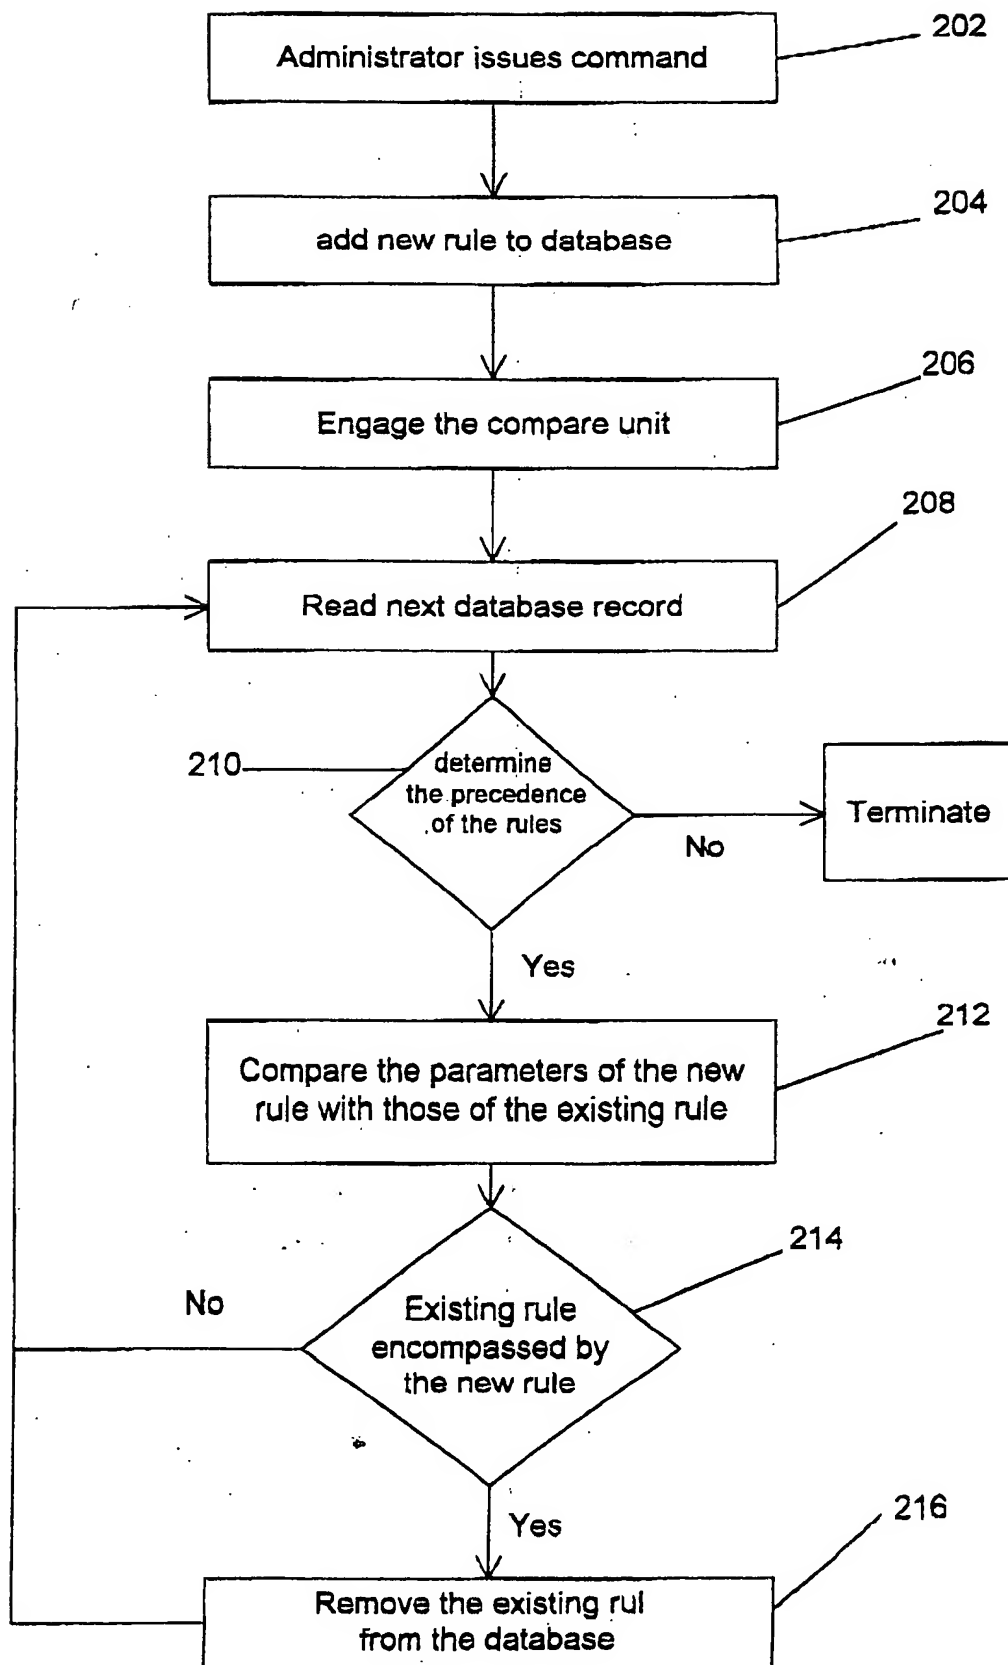 202
Administrator issues command
204
add new rule to database
206
Engage the compare unit
208
Read next database record
210
determine
the precedence
of the rules
No
Terminate
Yes
212
Compare the parameters of the new
rule with those of the existing rule
214
No
Existing rule
encompassed by
the new rule
Yes
216
Remove the existing rul
from the database